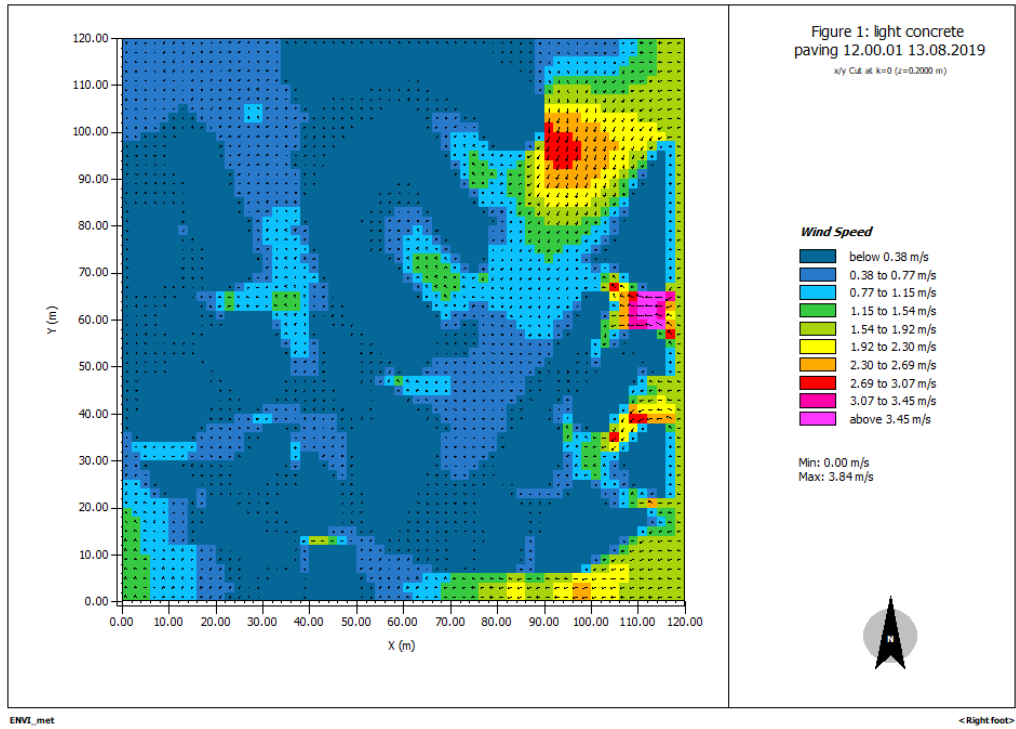 Figure 1: light concrete
paving 12.00.01 13.08.2019
x/y Cut at k=0 (z=0.2000 m)
120.00
110.00
100.00
90.00
80.00
70.00
60.00
50.00
40.00
30.00
20.00
10.00
0.00
Y (m)
0.00 10.00 20.00 30.00 40.00 50.00 60.00 70.00 80.00 90.00 100.00 110.00 120.00
X (m)
Wind Speed
below 0.38 m/s
0.38 to 0.77 m/s
0.77 to 1.15 m/s
1.15 to 1.54 m/s
1.54 to 1.92 m/s
1.92 to 2.30 m/s
2.30 to 2.69 m/s
2.69 to 3.07 m/s
3.07 to 3.45 m/s
above 3.45 m/s
Min: 0.00 m/s
Max: 3.84 m/s
N
ENVI_met
<Right foot>